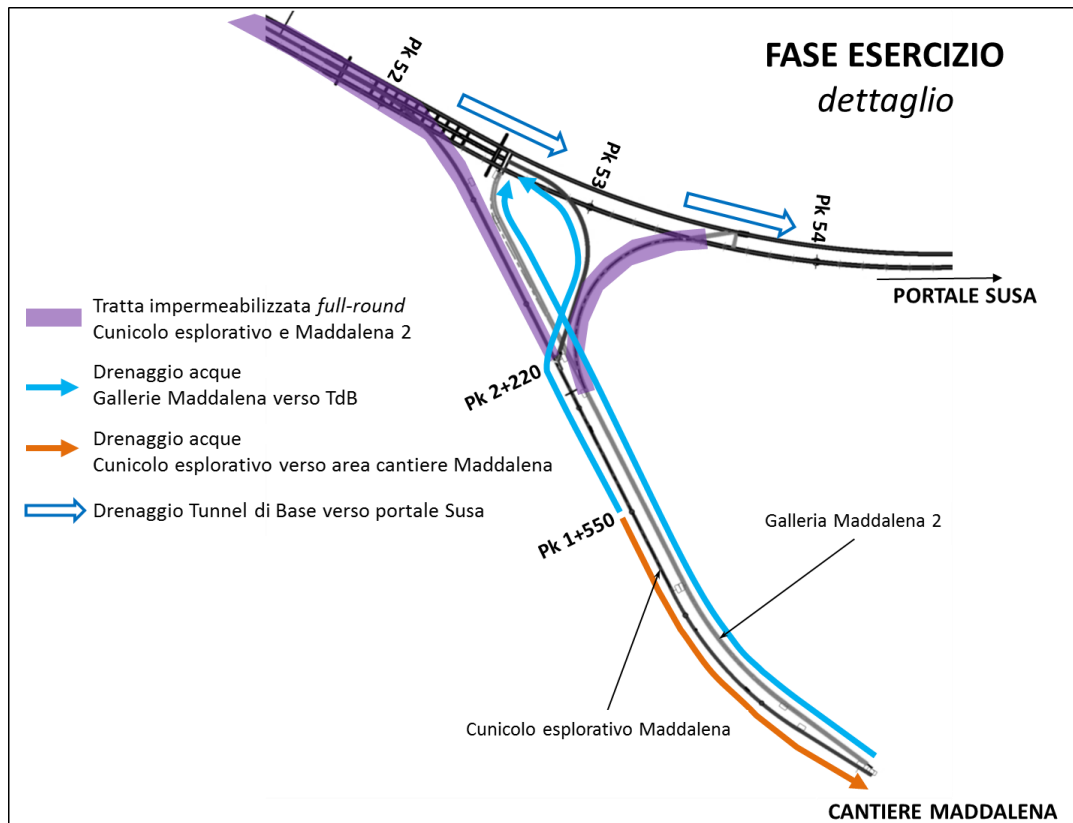 FASE ESERCIZIO
dettaglio
Pk 52
Pk 53
Pk 54
PORTALE SUSA
Tratta impermeabilizzata full-round
Cunicolo esplorativo e Maddalena 2
Drenaggio acque
Gallerie Maddalena verso TdB
Drenaggio acque
Cunicolo esplorativo verso area cantiere Maddalena
Drenaggio Tunnel di Base verso portale Susa
Pk 2+220
Pk 1+550
Galleria Maddalena 2
Cunicolo esplorativo Maddalena
CANTIERE MADDALENA